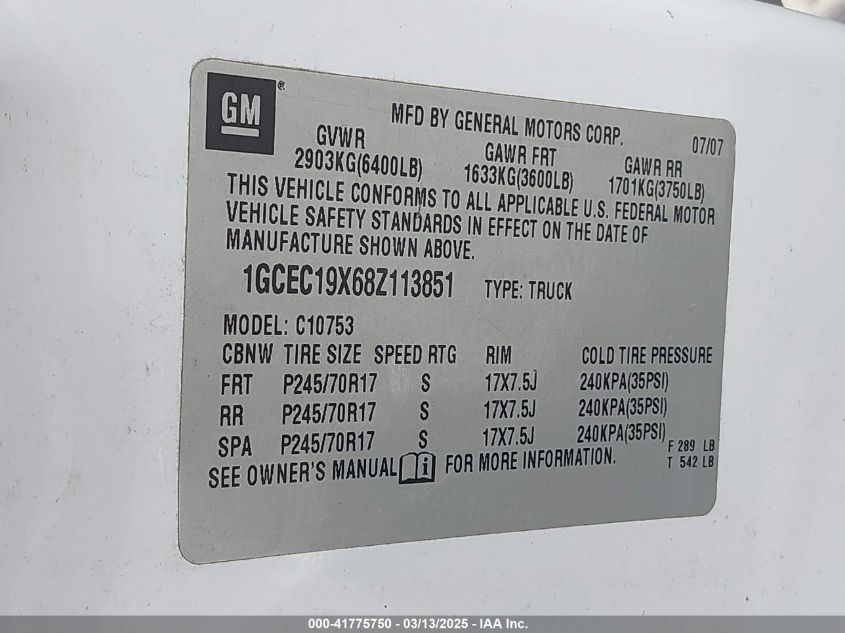 GM ®
MFD BY GENERAL MOTORS CORP. 07/07
GVWR GAWR FRT GAWR RR
2903KG(6400LB) 1633KG(3600LB) 1701KG(3750LB)
THIS VEHICLE CONFORMS TO ALL APPLICABLE U.S. FEDERAL MOTOR
VEHICLE SAFETY STANDARDS IN EFFECT ON THE DATE OF
MANUFACTURE SHOWN ABOVE.
1GCEC19X68Z113851 TYPE: TRUCK
MODEL: C10753
CBNW TIRE SIZE SPEED RTG RIM COLD TIRE PRESSURE
FRT P245/70R17 S 17X7.5J 240KPA(35PSI)
RR P245/70R17 S 17X7.5J 240KPA(35PSI)
SPA P245/70R17 S 17X7.5J 240KPA(35PSI)
F 289 LB
T 542 LB
SEE OWNER'S MANUAL i FOR MORE INFORMATION.
000-41775750 - 03/13/2025 - IAA Inc.